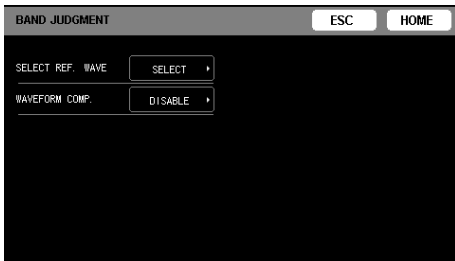 BAND JUDGMENT ESC HOME
SELECT REF. WAVE SELECT
WAVEFORM COMP. DISABLE